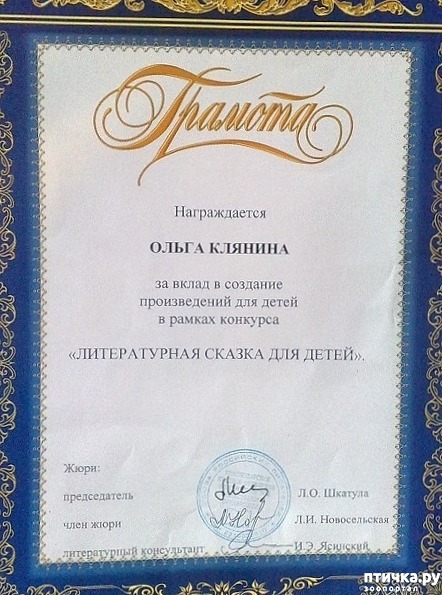 Грамота
Награждается
ОЛЬГА КЛЯНИНА
за вклад в создание
произведений для детей
в рамках конкурса
«ЛИТЕРАТУРНАЯ СКАЗКА ДЛЯ ДЕТЕЙ».
Жюри:
председатель Л.О. Шкатула
член жюри Л.И. Новосельская
литературный консультант И.Э. Ясинский
птичка.ру
зоопортал